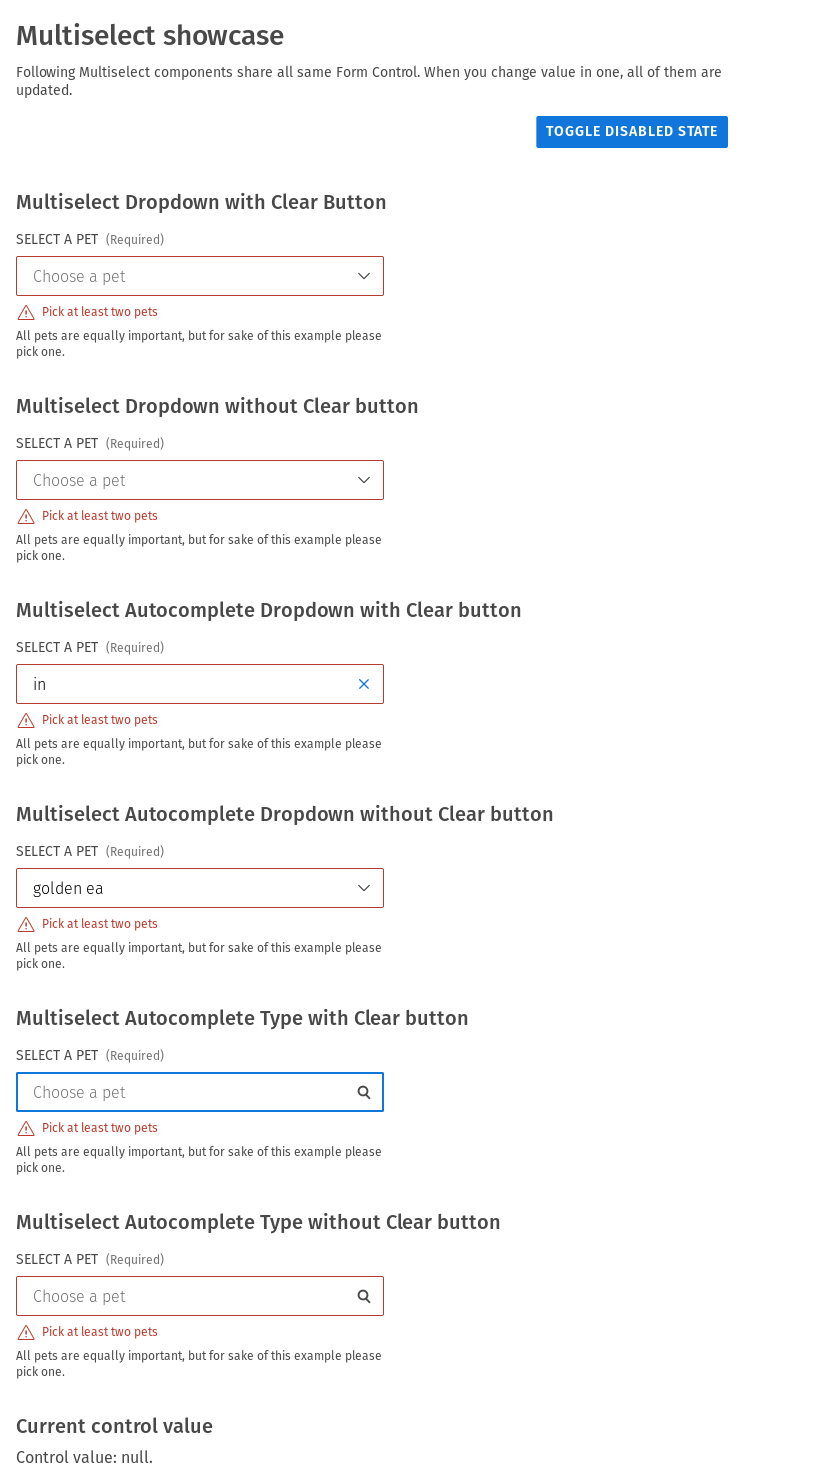 Multiselect showcase
Following Multiselect components share all same Form Control. When you change value in one, all of them are
updated.
TOGGLE DISABLED STATE
Multiselect Dropdown with Clear Button
SELECT A PET (Required)
Choose a pet
Pick at least two pets
All pets are equally important, but for sake of this example please
pick one.
Multiselect Dropdown without Clear button
SELECT A PET (Required)
Choose a pet
Pick at least two pets
All pets are equally important, but for sake of this example please
pick one.
Multiselect Autocomplete Dropdown with Clear button
SELECT A PET (Required)
in
Pick at least two pets
All pets are equally important, but for sake of this example please
pick one.
Multiselect Autocomplete Dropdown without Clear button
SELECT A PET (Required)
golden ea
Pick at least two pets
All pets are equally important, but for sake of this example please
pick one.
Multiselect Autocomplete Type with Clear button
SELECT A PET (Required)
Choose a pet
Pick at least two pets
All pets are equally important, but for sake of this example please
pick one.
Multiselect Autocomplete Type without Clear button
SELECT A PET (Required)
Choose a pet
Pick at least two pets
All pets are equally important, but for sake of this example please
pick one.
Current control value
Control value: null.